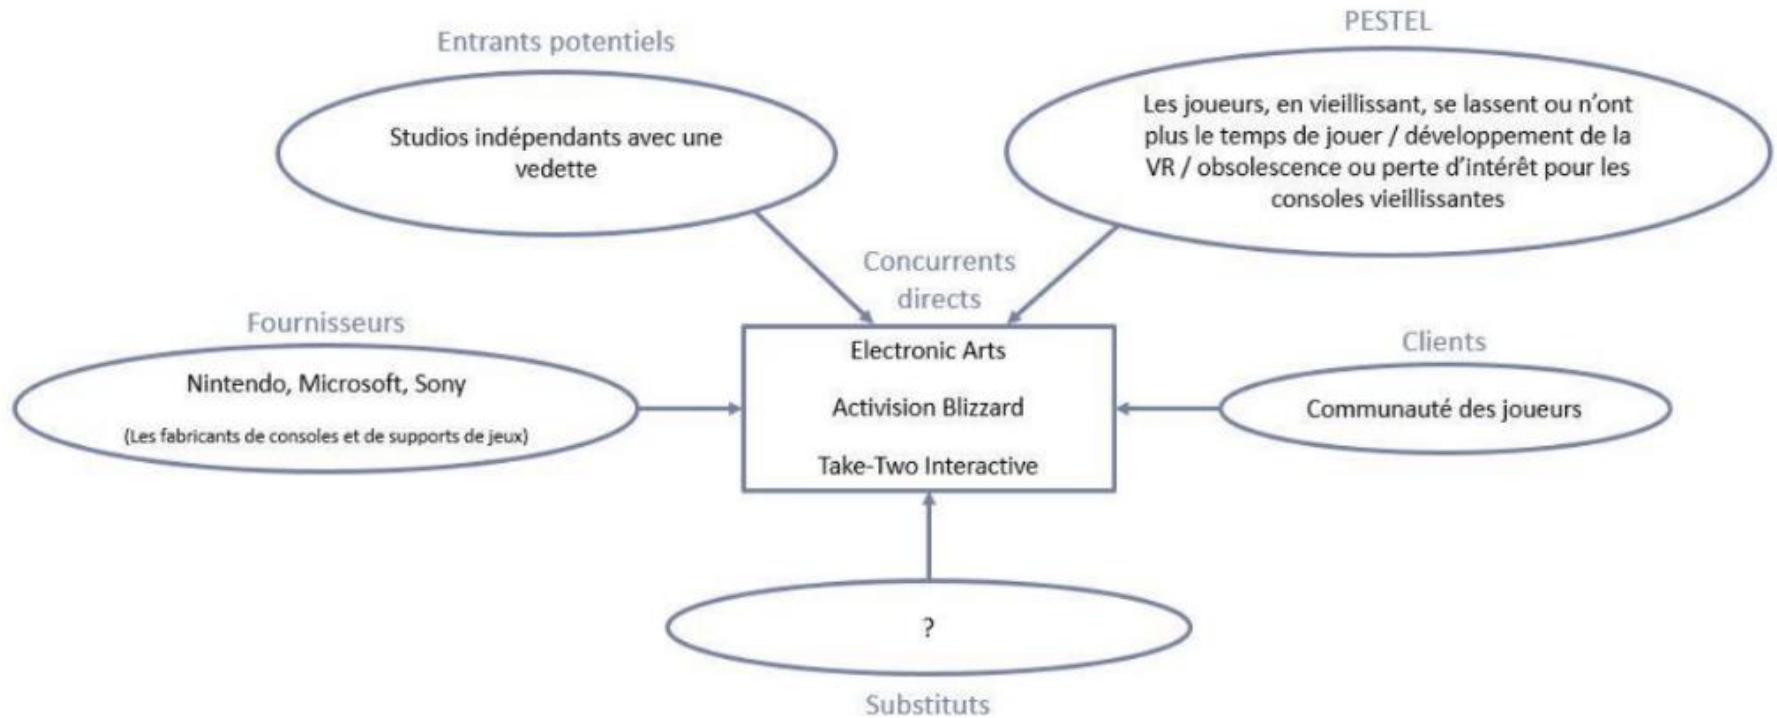 PESTEL
Entrants potentiels
Les joueurs, en vieillissant, se lassent ou n'ont
plus le temps de jouer / développement de la
VR / obsolescence ou perte d'intérêt pour les
consoles vieillissantes
Studios indépendants avec une
vedette
Concurrents
directs
Fournisseurs
Nintendo, Microsoft, Sony
(Les fabricants de consoles et de supports de jeux)
Electronic Arts
Activision Blizzard
Take-Two Interactive
Clients
Communauté des joueurs
?
Substituts